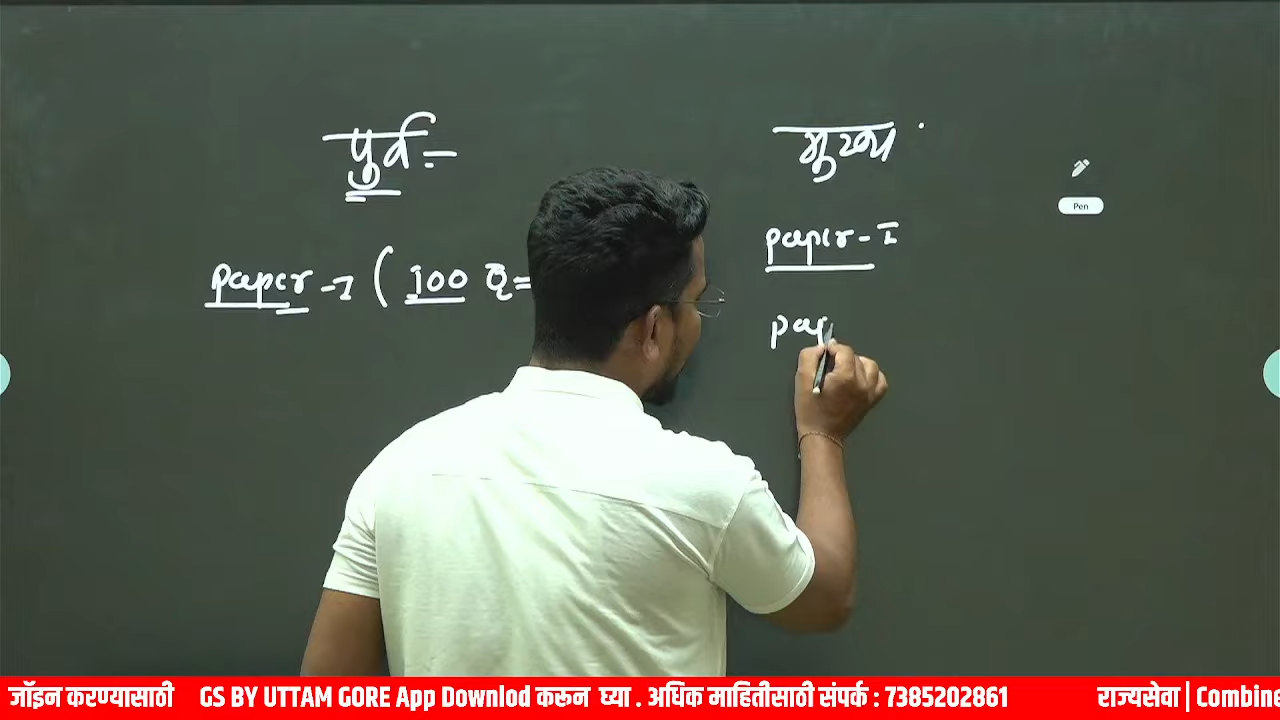 पुर्व :-
मुख्य .
paper - I ( 100 Q =
paper - I
pap
Pen
जॉइन करण्यासाठी GS BY UTTAM GORE App Downlod करून घ्या . अधिक माहितीसाठी संपर्क : 7385202861 राज्यसेवा | Combine